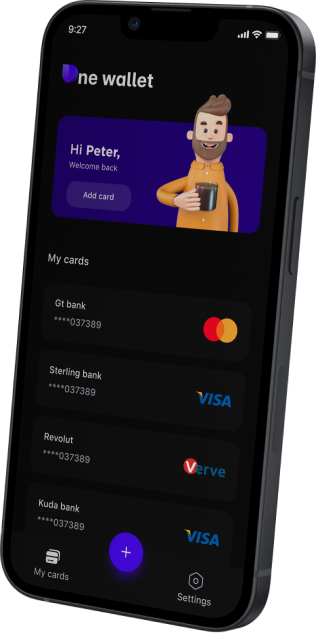 9:27
One wallet
Hi Peter,
Welcome back
Add card
My cards
Gt bank
****037389
Sterling bank
****037389
VISA
Revolut
****037389
Verve
Kuda bank
****037389
VISA
+
My cards
Settings